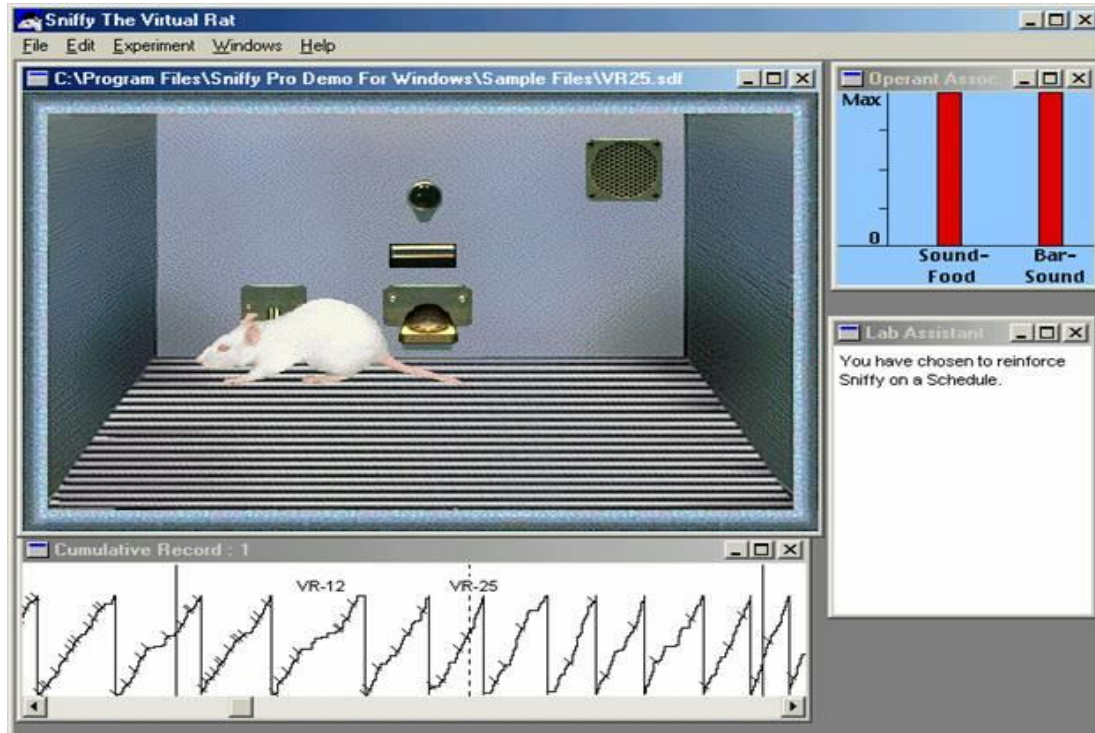 Sniffy The Virtual Rat
File Edit Experiment Windows Help
C:\Program Files\Sniffy Pro Demo For Windows\Sample Files\VR25.sdf
Operant Assoc
Max
0
Sound-
Food
Bar-
Sound
Lab Assistant
You have chosen to reinforce
Sniffy on a Schedule.
Cumulative Record : 1
VR-12
VR-25